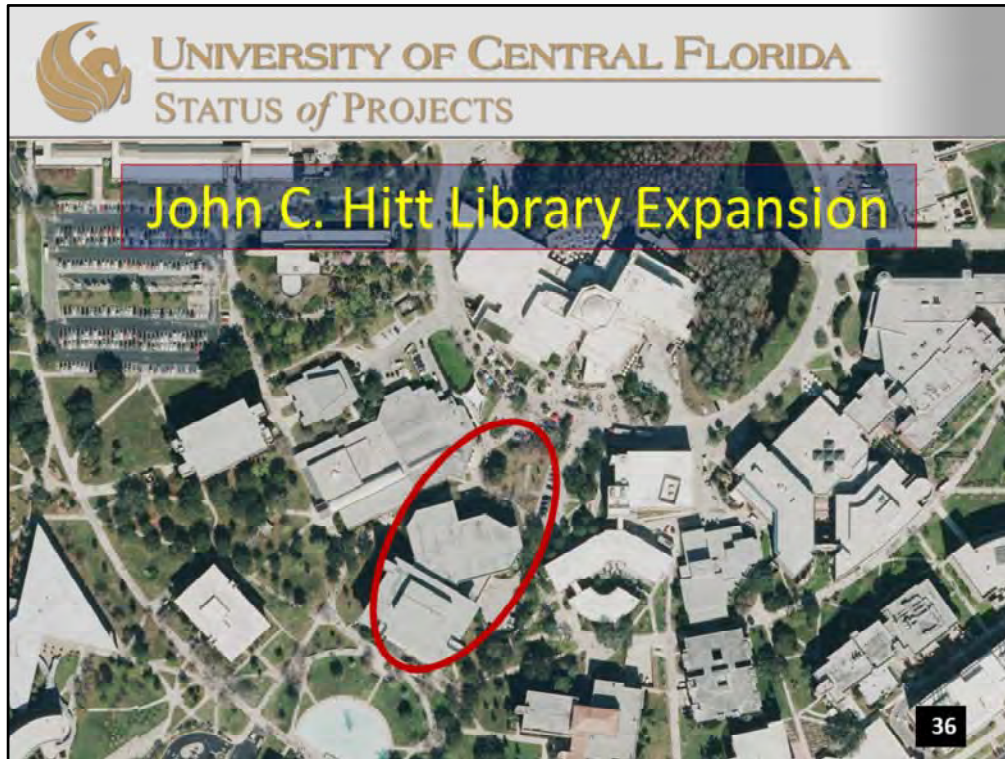 UNIVERSITY OF CENTRAL FLORIDA
STATUS of PROJECTS
John C. Hitt Library Expansion
36